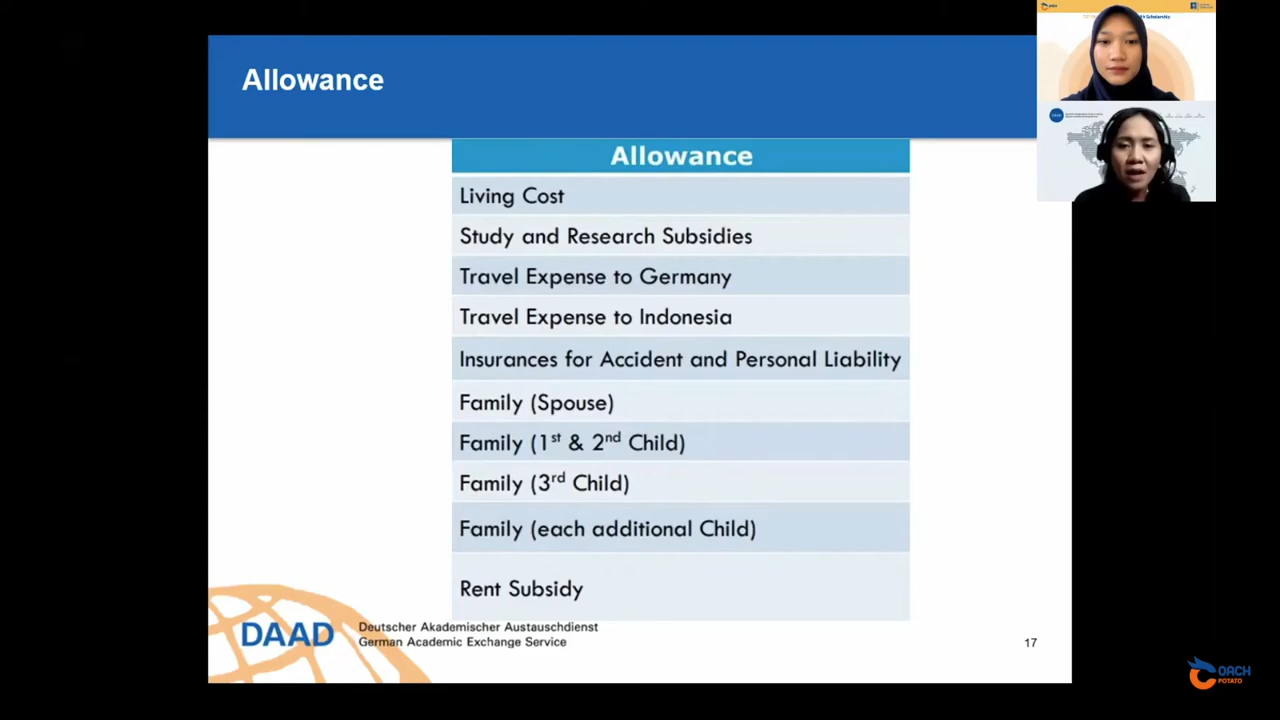 Allowance
Allowance
Living Cost
Study and Research Subsidies
Travel Expense to Germany
Travel Expense to Indonesia
Insurances for Accident and Personal Liability
Family (Spouse)
Family (1st & 2nd Child)
Family (3rd Child)
Family (each additional Child)
Rent Subsidy
DAAD
Deutscher Akademischer Austauschdienst
German Academic Exchange Service
17
OACH
POTATO